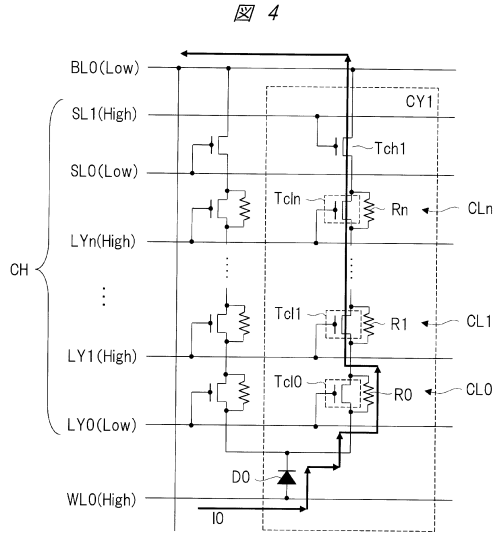 図 4
BL0(Low)
CY1
SL1(High)
Tch1
SL0(Low)
Tcln
Rn
CLn
LYn(High)
CH
Tcl1
R1
CL1
LY1(High)
Tcl0
R0
CL0
LY0(Low)
D0
WL0(High)
I0